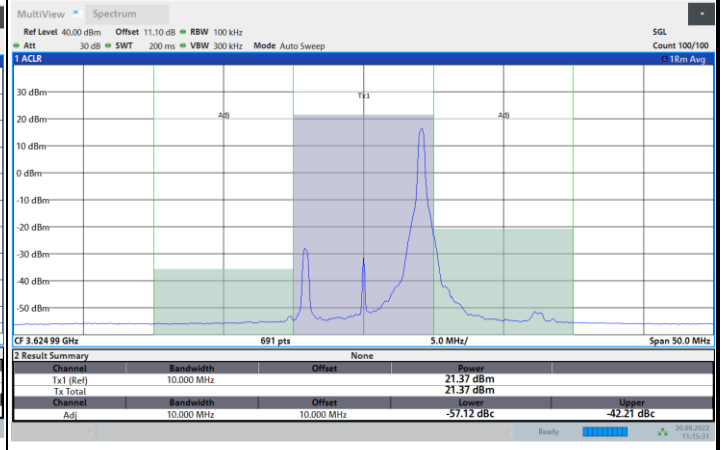 MultiView Spectrum
Ref Level 40.00 dBm Offset 11.10 dB RBW 100 kHz SGL
Att 30 dB SWT 200 ms VBW 300 kHz Mode Auto Sweep Count 100/100
1 ACLR 1Rm Avg
Tx1
30 dBm
Adj Adj
20 dBm
10 dBm
0 dBm
-10 dBm
-20 dBm
-30 dBm
-40 dBm
-50 dBm
CF 3.624 99 GHz 691 pts 5.0 MHz/ Span 50.0 MHz
2 Result Summary None
Channel Bandwidth Offset Power
Tx1 (Ref) 10.000 MHz 21.37 dBm
Tx Total 21.37 dBm
Channel Bandwidth Offset Lower Upper
Adj 10.000 MHz 10.000 MHz -57.12 dBc -42.21 dBc
Ready 20.09.2022
11:15:31